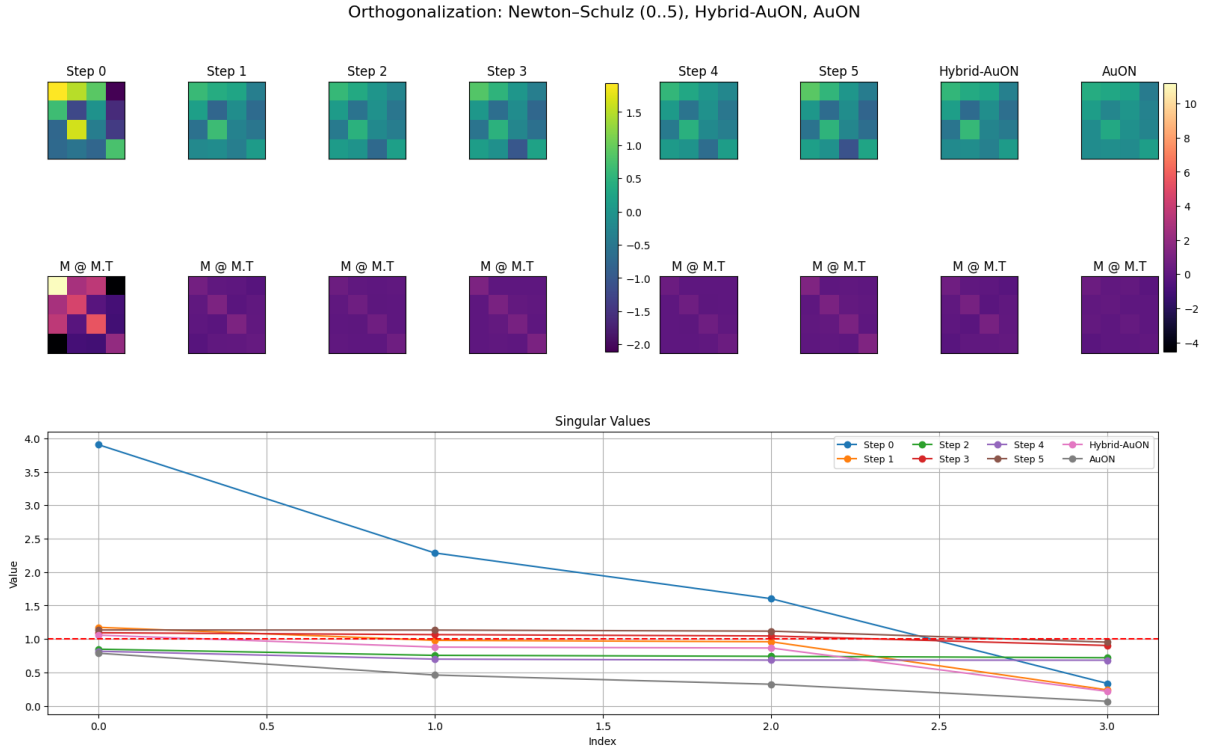 Orthogonalization: Newton–Schulz (0..5), Hybrid-AuON, AuON
Step 0 Step 1 Step 2 Step 3 Step 4 Step 5 Hybrid-AuON AuON
1.5
1.0
0.5
0.0
−0.5
−1.0
−1.5
−2.0
10
8
6
4
2
0
−2
−4
M @ M.T M @ M.T M @ M.T M @ M.T M @ M.T M @ M.T M @ M.T M @ M.T
Singular Values
Value
4.0
3.5
3.0
2.5
2.0
1.5
1.0
0.5
0.0
Step 0 Step 2 Step 4 Hybrid-AuON
Step 1 Step 3 Step 5 AuON
0.0 0.5 1.0 1.5 2.0 2.5 3.0
Index